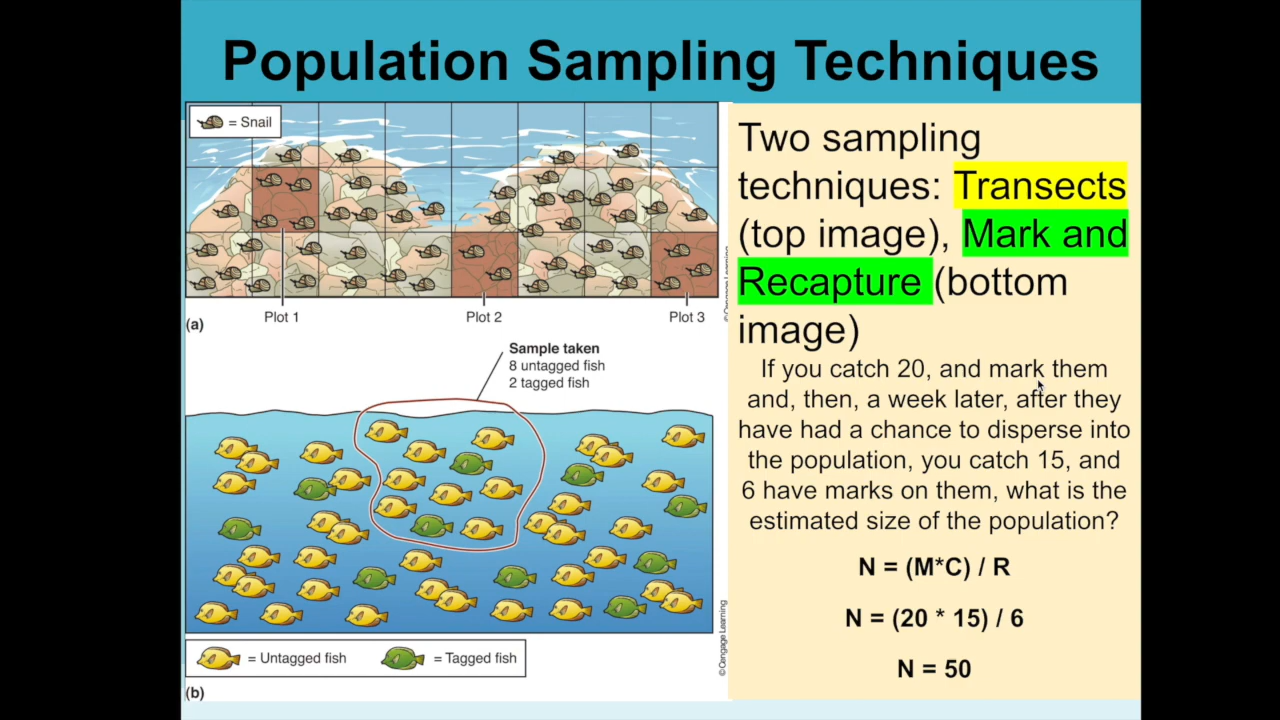 Population Sampling Techniques
= Snail
Plot 1
Plot 2
Plot 3
(a)
Sample taken
8 untagged fish
2 tagged fish
= Untagged fish
= Tagged fish
(b)
© Cengage Learning
Two sampling
techniques: Transects
(top image), Mark and
Recapture (bottom
image)
If you catch 20, and mark them
and, then, a week later, after they
have had a chance to disperse into
the population, you catch 15, and
6 have marks on them, what is the
estimated size of the population?
N = (M*C) / R
N = (20 * 15) / 6
N = 50